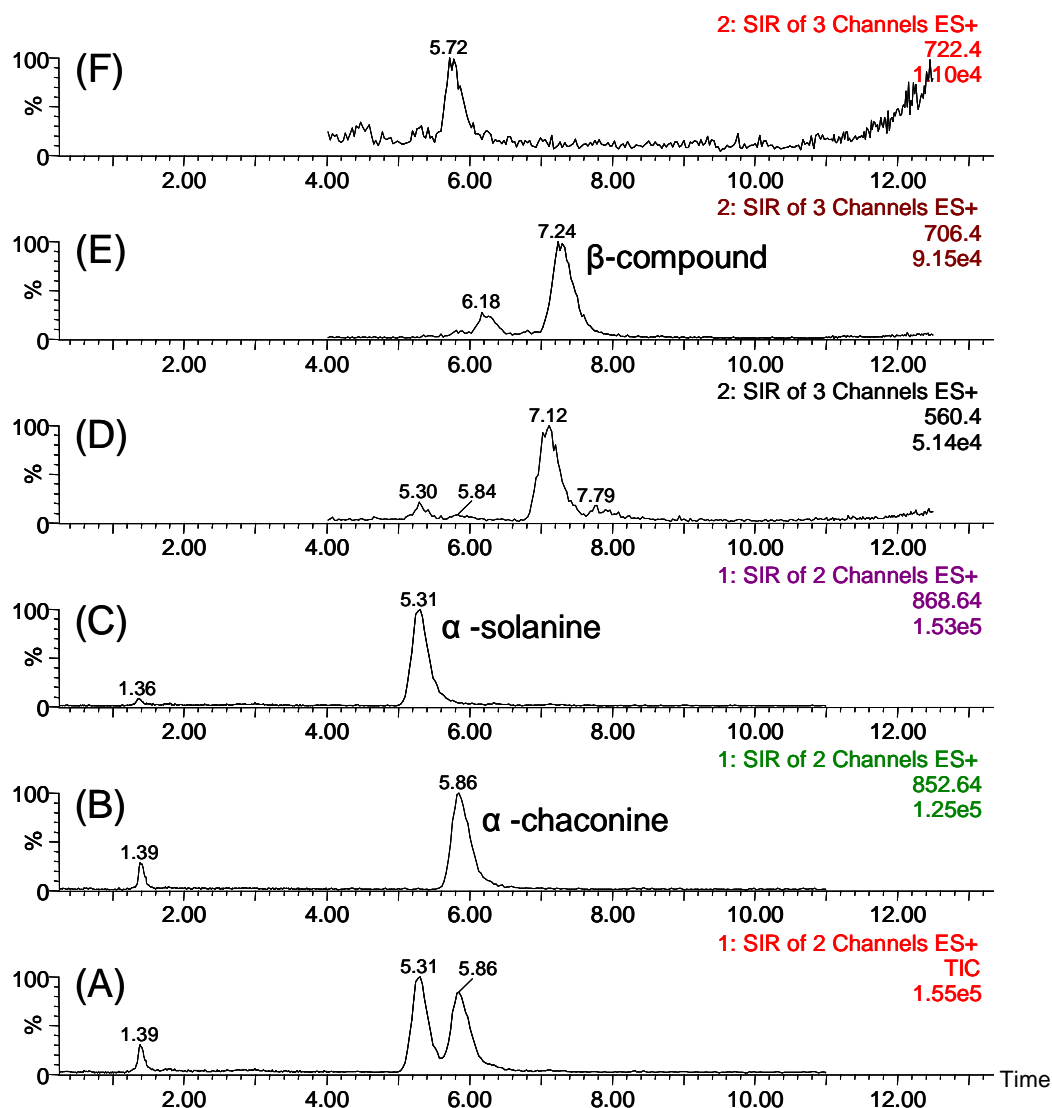 2: SIR of 3 Channels ES+
722.4
1.10e4
(F)
5.72
100
%
0
2.00 4.00 6.00 8.00 10.00 12.00
2: SIR of 3 Channels ES+
706.4
9.15e4
(E)
7.24
β-compound
6.18
100
%
0
2.00 4.00 6.00 8.00 10.00 12.00
2: SIR of 3 Channels ES+
560.4
5.14e4
(D)
7.12
5.30 5.84 7.79
100
%
0
2.00 4.00 6.00 8.00 10.00 12.00
1: SIR of 2 Channels ES+
868.64
1.53e5
(C)
5.31
α -solanine
1.36
100
%
0
2.00 4.00 6.00 8.00 10.00 12.00
1: SIR of 2 Channels ES+
852.64
1.25e5
(B)
5.86
α -chaconine
1.39
100
%
0
2.00 4.00 6.00 8.00 10.00 12.00
1: SIR of 2 Channels ES+
TIC
1.55e5
(A)
5.31 5.86
1.39
100
%
0
Time
2.00 4.00 6.00 8.00 10.00 12.00